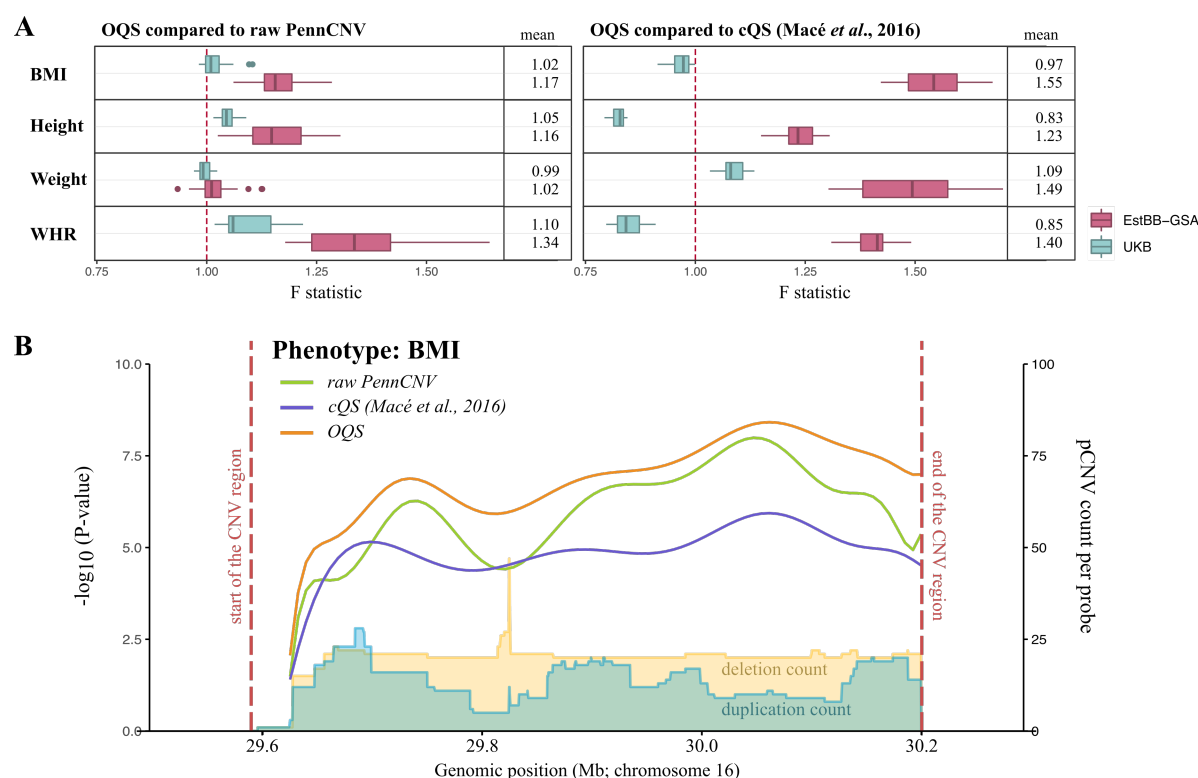 A
OQS compared to raw PennCNV
mean
OQS compared to cQS (Macé et al., 2016)
mean
BMI
1.02
1.17
0.97
1.55
Height
1.05
1.16
0.83
1.23
Weight
0.99
1.02
1.09
1.49
WHR
1.10
1.34
0.85
1.40
EstBB-GSA
UKB
0.75
1.00
1.25
1.50
F statistic
0.75
1.00
1.25
1.50
F statistic
B
Phenotype: BMI
raw PennCNV
cQS (Macé et al., 2016)
OQS
10.0
7.5
5.0
2.5
0.0
-log10 (P-value)
start of the CNV region
end of the CNV region
100
75
50
25
0
pCNV count per probe
deletion count
duplication count
29.6
29.8
30.0
30.2
Genomic position (Mb; chromosome 16)